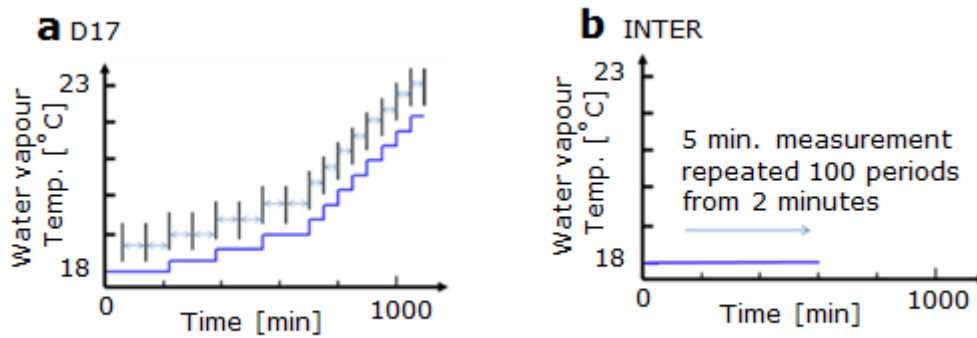 a D17
Water vapour
Temp. [°C]
23
18
0
1000
Time [min]
b INTER
Water vapour
Temp. [°C]
23
18
5 min. measurement
repeated 100 periods
from 2 minutes
0
1000
Time [min]